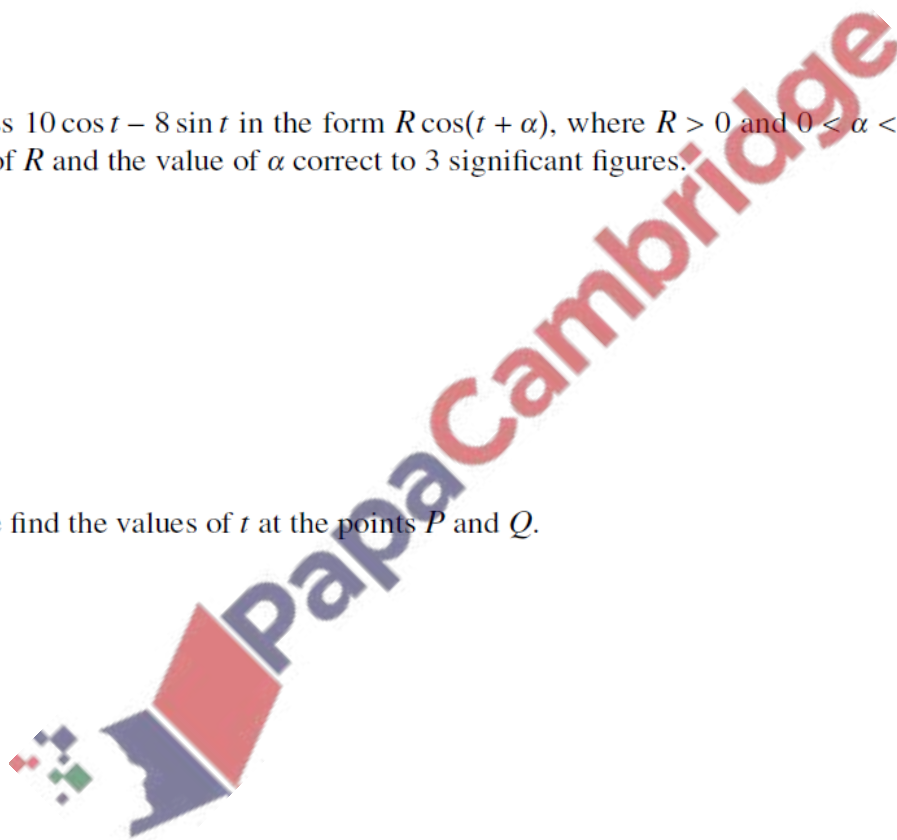 s 10 cos t – 8 sin t in the form R cos(t + α), where R > 0 and 0 < α <
of R and the value of α correct to 3 significant figures.
find the values of t at the points P and Q.
PapaCambridge